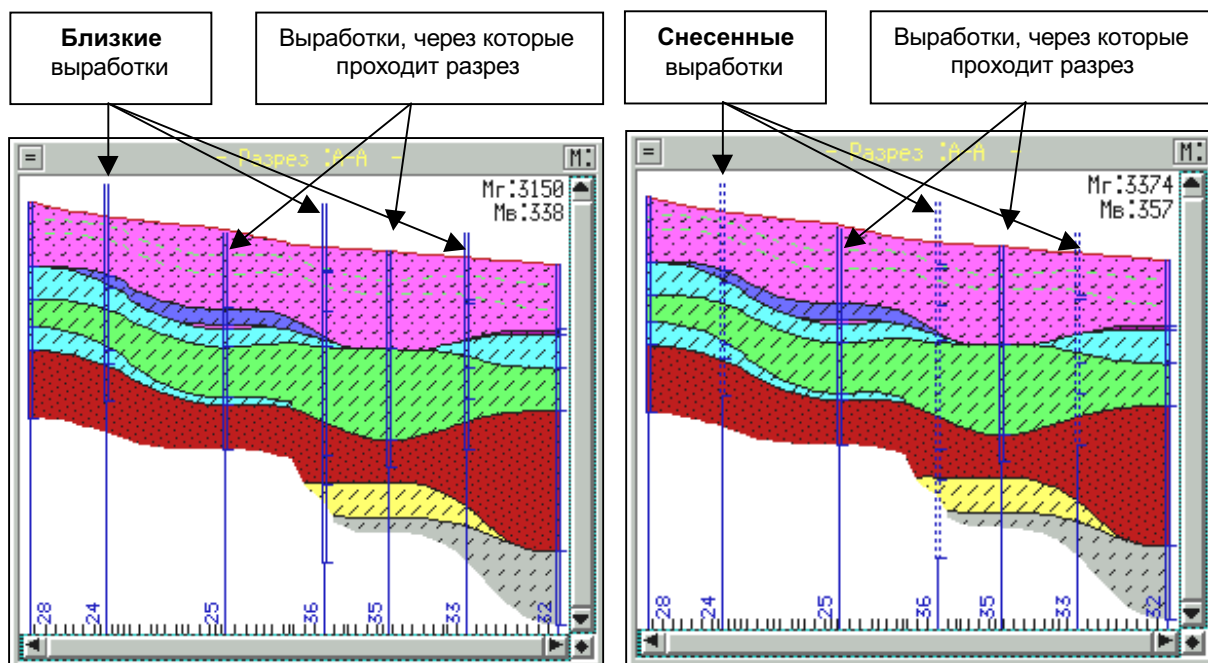 Близкие
выработки
Выработки, через которые
проходит разрез
Снесенные
выработки
Выработки, через которые
проходит разрез
= - Разрез :А-А - М:
Мг:3150
Мв:338
28 24 25 36 35 33 32
= - Разрез :А-А - М:
Мг:3374
Мв:357
28 24 25 36 35 33 32